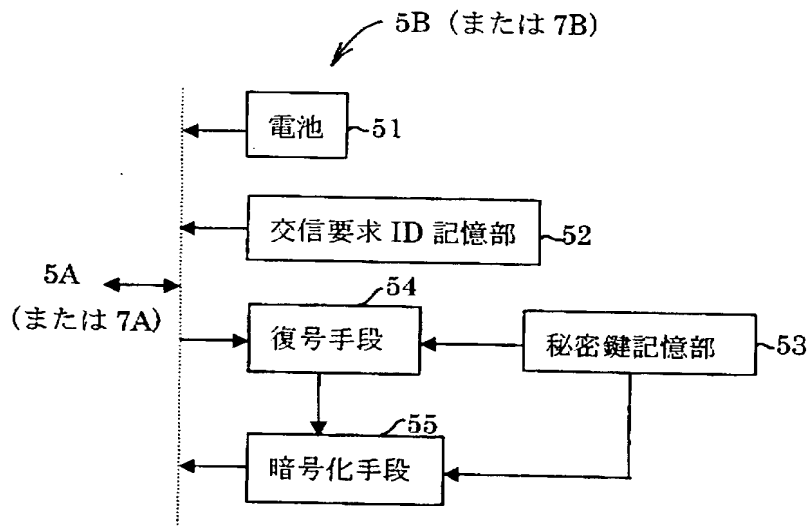 5B（または 7B）
電池
51
交信要求 ID 記憶部
52
5A
（または 7A）
54
復号手段
秘密鍵記憶部
53
55
暗号化手段